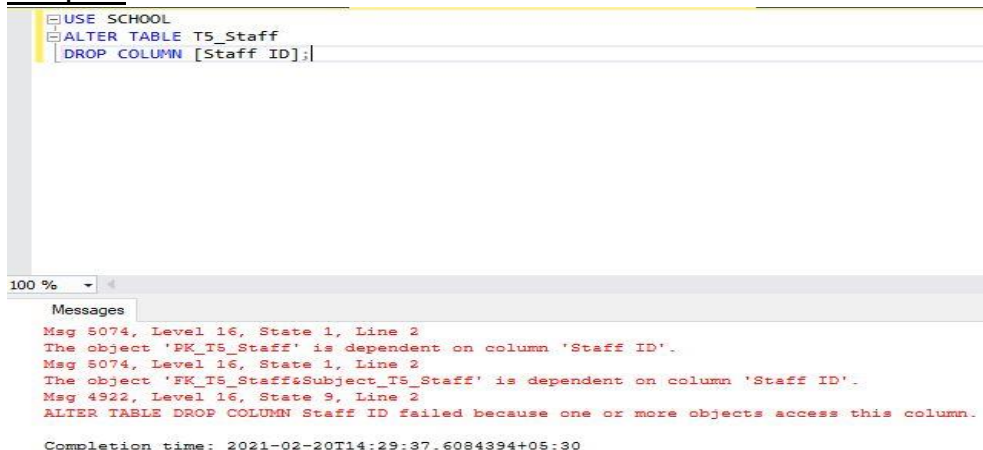 USE SCHOOL
ALTER TABLE T5_Staff
DROP COLUMN [Staff ID];
100 %
Messages
Msg 5074, Level 16, State 1, Line 2
The object 'PK_T5_Staff' is dependent on column 'Staff ID'.
Msg 5074, Level 16, State 1, Line 2
The object 'FK_T5_Staff&Subject_T5_Staff' is dependent on column 'Staff ID'.
Msg 4922, Level 16, State 9, Line 2
ALTER TABLE DROP COLUMN Staff ID failed because one or more objects access this column.
Completion time: 2021-02-20T14:29:37.6084394+05:30